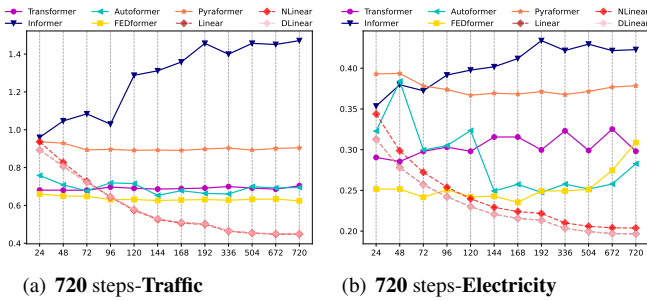 Transformer Autoformer Pyraformer NLinear
Informer FEDformer Linear DLinear
1.4
1.2
1.0
0.8
0.6
0.4
24 48 72 96 120 144 168 192 336 504 672 720
(a) 720 steps-Traffic
Transformer Autoformer Pyraformer NLinear
Informer FEDformer Linear DLinear
0.40
0.35
0.30
0.25
0.20
24 48 72 96 120 144 168 192 336 504 672 720
(b) 720 steps-Electricity